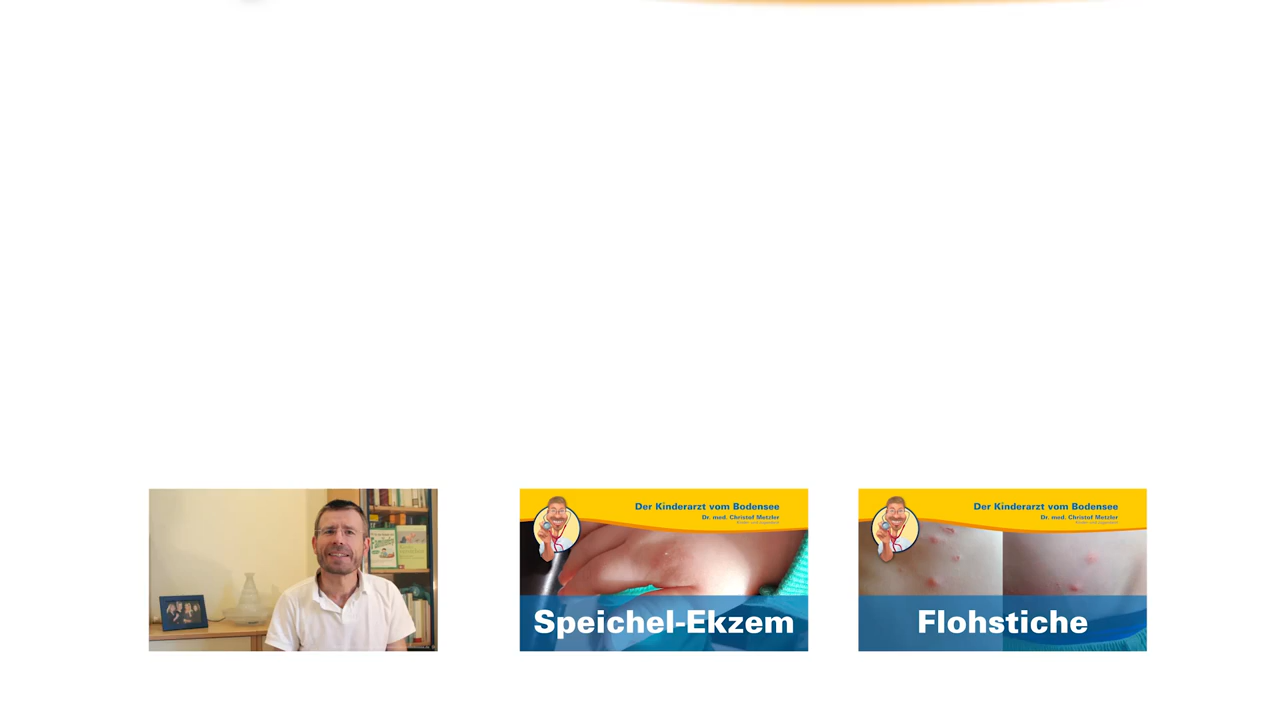 Der Kinderarzt vom Bodensee
Dr. med. Christof Metzler
Speichel-Ekzem
Der Kinderarzt vom Bodensee
Dr. med. Christof Metzler
Flohstiche